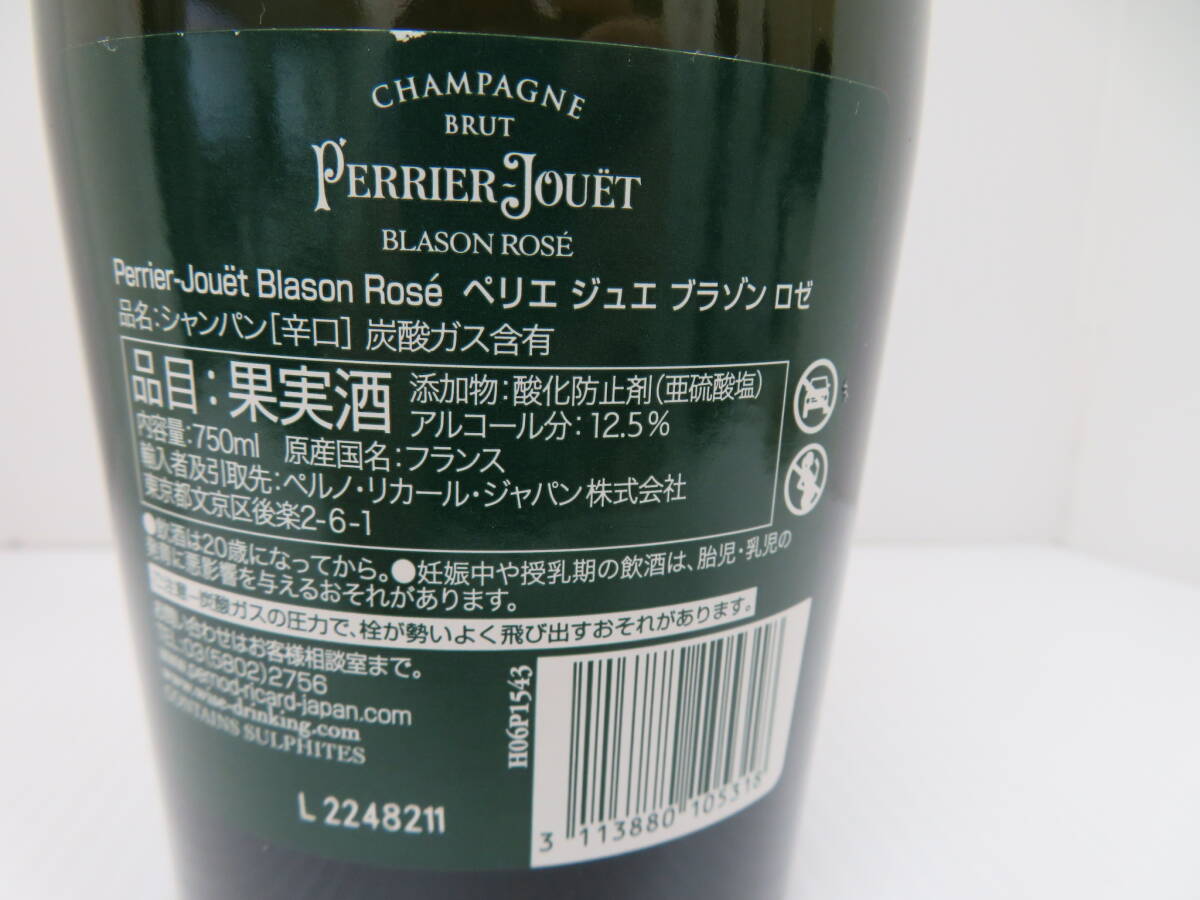 CHAMPAGNE
BRUT
PERRIER-JOUËT
BLASON ROSÉ
Perrier-Jouët Blason Rosé ペリエ ジュエ ブラゾン ロゼ
品名:シャンパン[辛口] 炭酸ガス含有
品目:果実酒
添加物:酸化防止剤(亜硫酸塩)
アルコール分:12.5%
内容量:750ml 原産国名:フランス
輸入者及引取先:ペルノ・リカール・ジャパン株式会社
東京都文京区後楽2-6-1
●飲酒は20歳になってから。●妊娠中や授乳期の飲酒は、胎児・乳児の
発育に悪影響を与えるおそれがあります。
ご注意―炭酸ガスの圧力で、栓が勢いよく飛び出すおそれがあります。
お問い合わせはお客様相談室まで。
TEL:03(5802)2756
www.pernod-ricard-japan.com
www.wise-drinking.com
CONTAINS SULPHITES
H06P1543
L 2248211
3 113880 105318